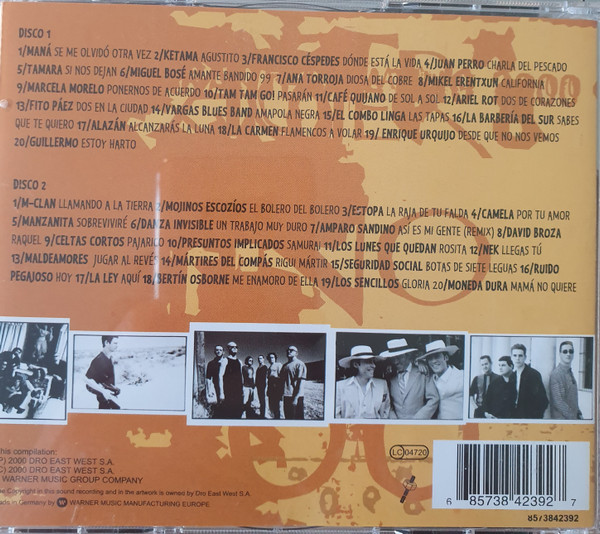 DISCO 1
1/MANÁ SE ME OLVIDÓ OTRA VEZ 2/KETAMA AGUSTITO 3/FRANCISCO CÉSPEDES DÓNDE ESTÁ LA VIDA 4/JUAN PERRO CHARLA DEL PESCADO
5/TAMARA SI NOS DEJAN 6/MIGUEL BOSÉ AMANTE BANDIDO 99 7/ANA TORROJA DIOSA DEL COBRE 8/MIKEL ERENTXUN CALIFORNIA
9/MARCELA MORELO PONERNOS DE ACUERDO 10/TAM TAM GO! PASARÁN 11/CAFÉ QUIJANO DE SOL A SOL 12/ARIEL ROT DOS DE CORAZONES
13/FITO PÁEZ DOS EN LA CIUDAD 14/VARGAS BLUES BAND AMAPOLA NEGRA 15/EL COMBO LINGA LAS TAPAS 16/LA BARBERÍA DEL SUR SABES
QUE TE QUIERO 17/ALAZÁN ALCANZARÁS LA LUNA 18/LA CARMEN FLAMENCOS A VOLAR 19/ ENRIQUE URQUIJO DESDE QUE NO NOS VEMOS
20/GUILLERMO ESTOY HARTO
DISCO 2
1/M-CLAN LLAMANDO A LA TIERRA 2/MOJINOS ESCOZÍOS EL BOLERO DEL BOLERO 3/ESTOPA LA RAJA DE TU FALDA 4/CAMELA POR TU AMOR
5/MANZANITA SOBREVIVIRÉ 6/DANZA INVISIBLE UN TRABAJO MUY DURO 7/AMPARO SANDINO ASÍ ES MI GENTE (REMIX) 8/DAVID BROZA
RAQUEL 9/CELTAS CORTOS PAJARICO 10/PRESUNTOS IMPLICADOS SAMURAI 11/LOS LUNES QUE QUEDAN ROSITA 12/NEK LLEGAS TÚ
13/MALDEAMORES JUGAR AL REVÉS 14/MÁRTIRES DEL COMPÁS RIGUI MÁRTIR 15/SEGURIDAD SOCIAL BOTAS DE SIETE LEGUAS 16/RUIDO
PEGAJOSO HOY 17/LA LEY AQUÍ 18/BERTÍN OSBORNE ME ENAMORO DE ELLA 19/LOS SENCILLOS GLORIA 20/MONEDA DURA MAMÁ NO QUIERE
this compilation:
P) 2000 DRO EAST WEST S.A.
C) 2000 DRO EAST WEST S.A.
WARNER MUSIC GROUP COMPANY
Copyright in this sound recording and in the artwork is owned by Dro East West S.A.
Made in Germany by WARNER MUSIC MANUFACTURING EUROPE
LC 04720
6 85738 42392 7
8573842392